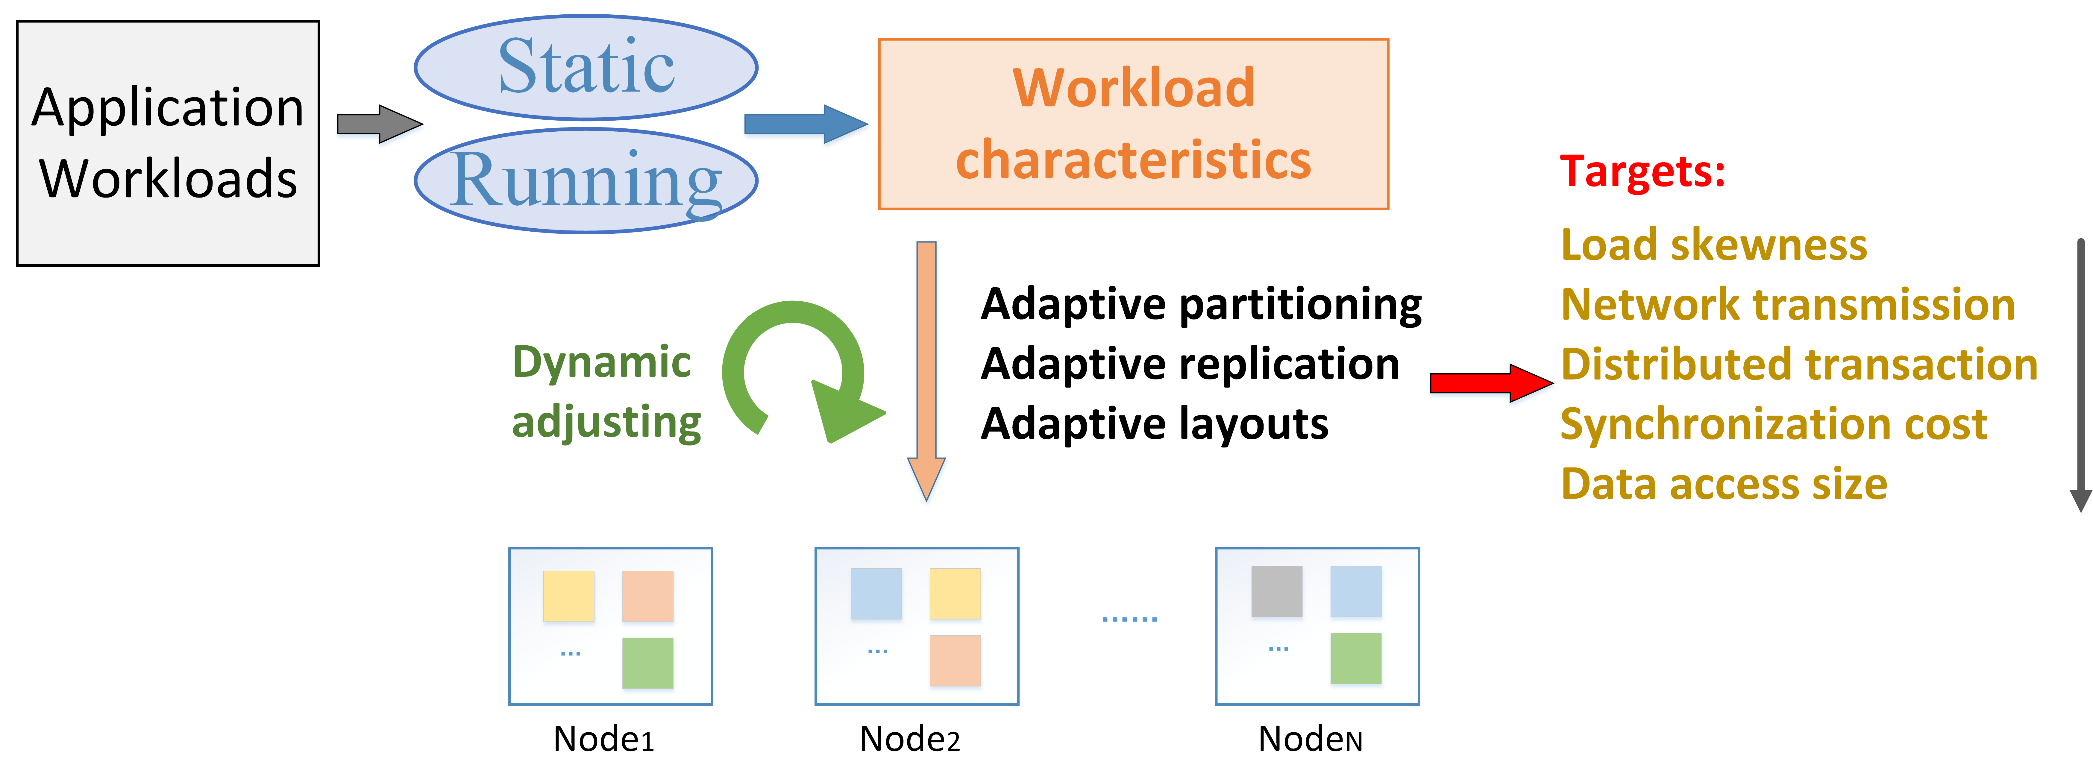 Application
Workloads
Static
Running
Workload
characteristics
Targets:
Load skewness
Network transmission
Distributed transaction
Synchronization cost
Data access size
Adaptive partitioning
Adaptive replication
Adaptive layouts
Dynamic
adjusting
...
...
......
...
Node1
Node2
NodeN